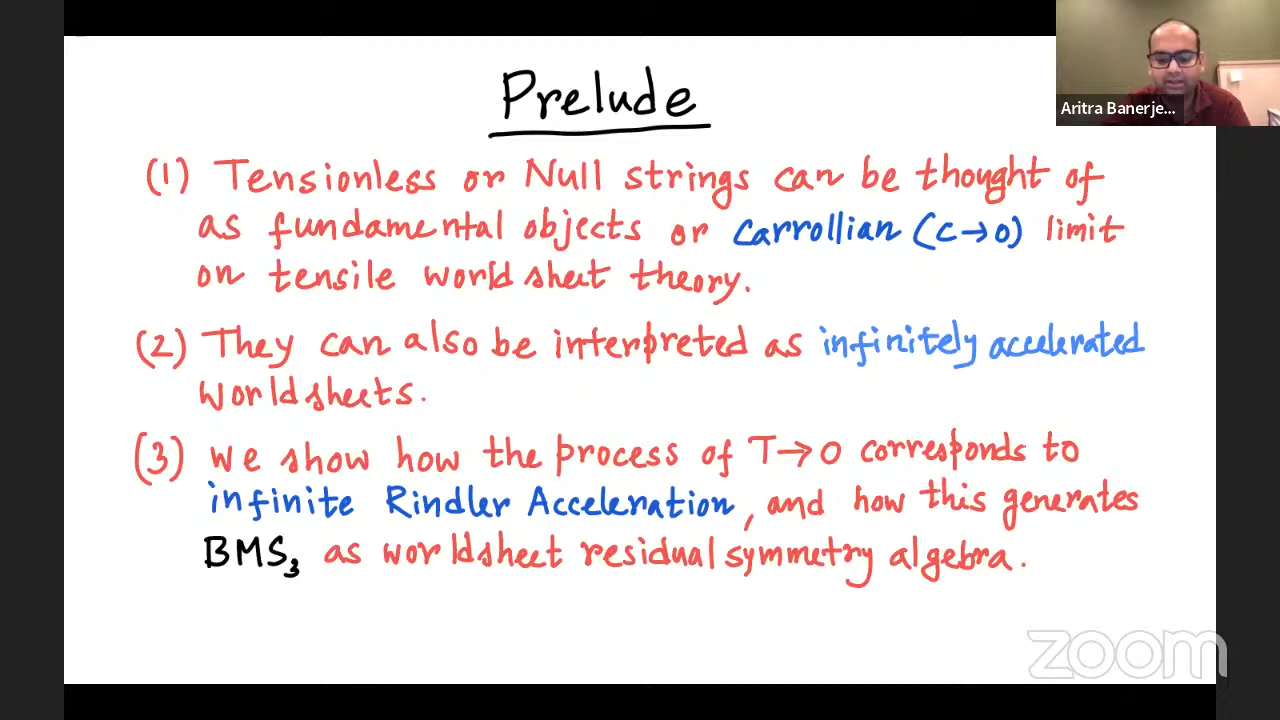 Prelude
Aritra Banerje...
(1) Tensionless or Null strings can be thought of
as fundamental objects or Carrollian (c→0) limit
on tensile worldsheet theory.
(2) They can also be interpreted as infinitely accelerated
worldsheets.
(3) We show how the process of T→0 corresponds to
infinite Rindler Acceleration, and how this generates
BMS₃ as worldsheet residual symmetry algebra.
zoom